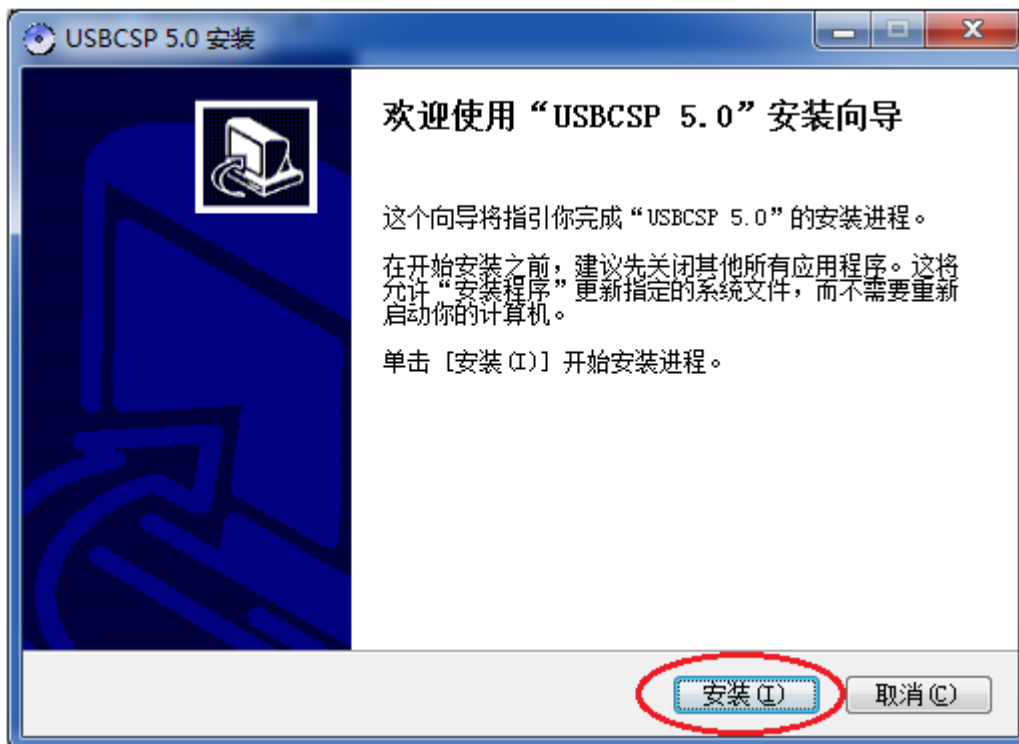 USBCSP 5.0 安装
欢迎使用“USBCSP 5.0”安装向导
这个向导将指引你完成“USBCSP 5.0”的安装进程。
在开始安装之前，建议先关闭其他所有应用程序。这将
允许“安装程序”更新指定的系统文件，而不需要重新
启动你的计算机。
单击 [安装(I)] 开始安装进程。
安装(I)
取消(C)